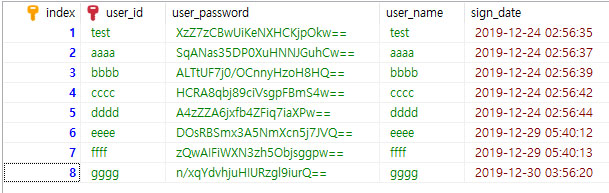 index user_id user_password user_name sign_date
1 test XzZ7zCBwUiKeNXHCKjpOkw== test 2019-12-24 02:56:35
2 aaaa SqANas35DP0XuHNNJGuhCw== aaaa 2019-12-24 02:56:37
3 bbbb ALTtUF7j0/OCnnyHzoH8HQ== bbbb 2019-12-24 02:56:39
4 cccc HCRA8qbj89ciVsgpFBmS4w== cccc 2019-12-24 02:56:42
5 dddd A4zZZA6jxfb4ZFiq7iaXPw== dddd 2019-12-24 02:56:44
6 eeee DOsRBSmx3A5NmXcn5j7JVQ== eeee 2019-12-29 05:40:12
7 ffff zQwAIFiWXN3zh5Objsggpw== ffff 2019-12-29 05:40:13
8 gggg n/xqYdvhjuHIURzgl9iurQ== gggg 2019-12-30 03:56:20